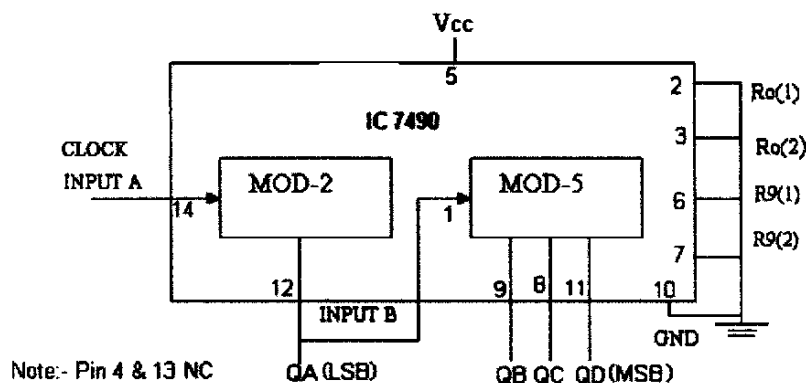 Vcc
5
2
Ro(1)
IC 7490
3
Ro(2)
CLOCK
INPUT A
MOD-2
MOD-5
14
1
6
R9(1)
7
R9(2)
12
9
8
11
10
INPUT B
GND
Note:- Pin 4 & 13 NC
QA (LSB)
QB QC QD (MSB)